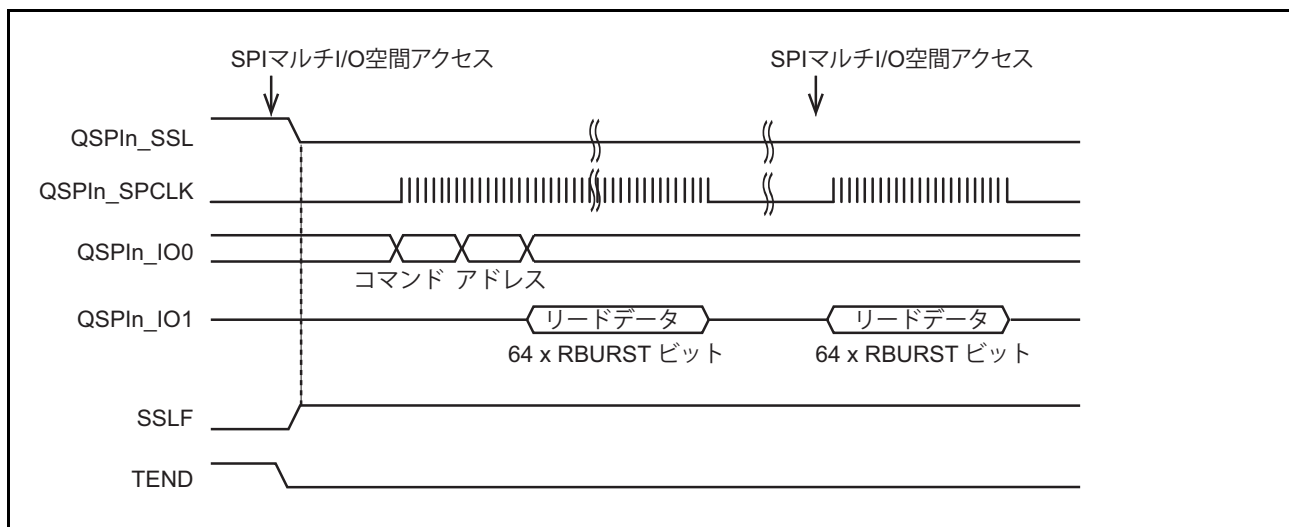 SPIマルチI/O空間アクセス SPIマルチI/O空間アクセス
QSPIn_SSL
QSPIn_SPCLK
QSPIn_IO0
コマンド アドレス
QSPIn_IO1 リードデータ リードデータ
64 x RBURST ビット 64 x RBURST ビット
SSLF
TEND